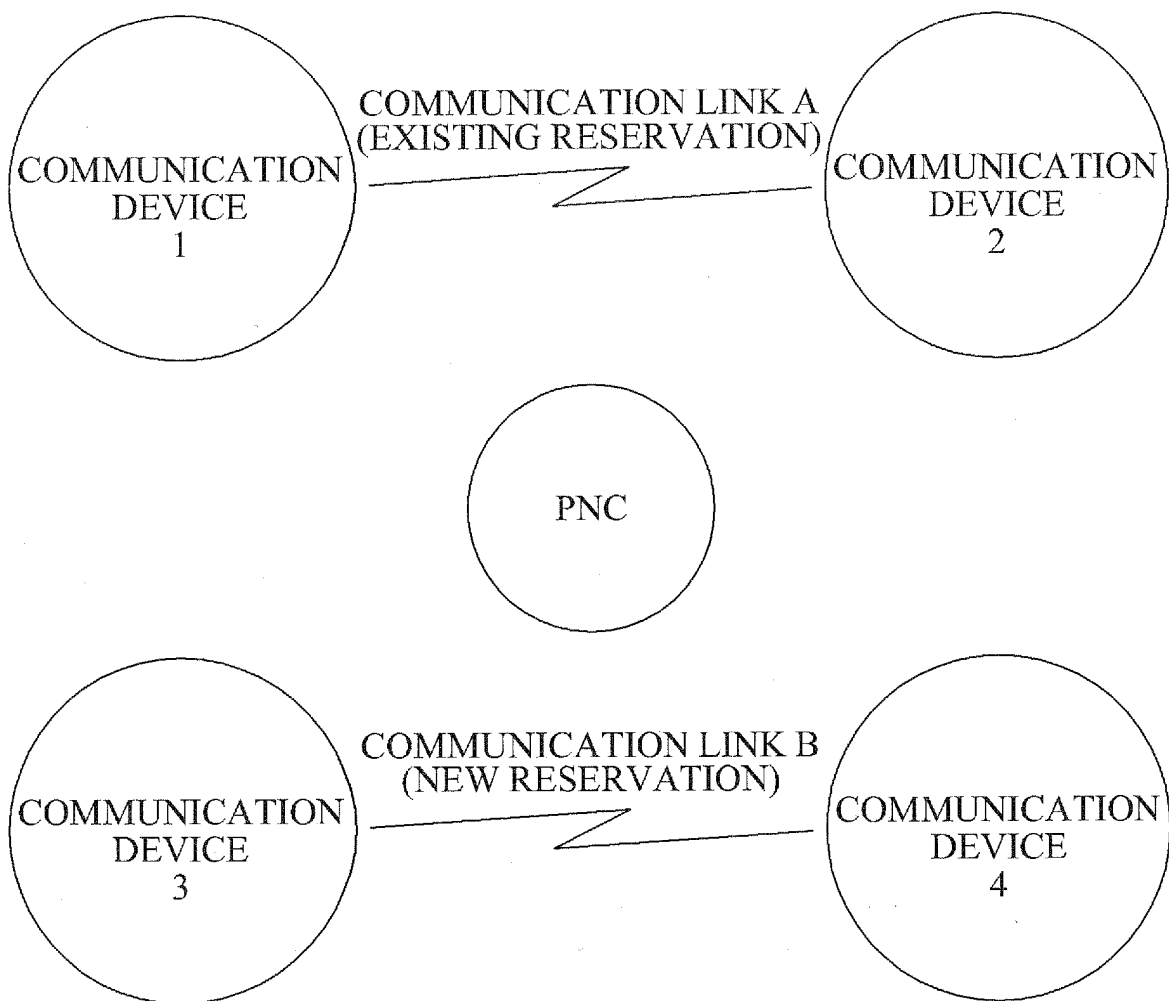 COMMUNICATION LINK A
(EXISTING RESERVATION)
COMMUNICATION
DEVICE
1
COMMUNICATION
DEVICE
2
PNC
COMMUNICATION LINK B
(NEW RESERVATION)
COMMUNICATION
DEVICE
3
COMMUNICATION
DEVICE
4